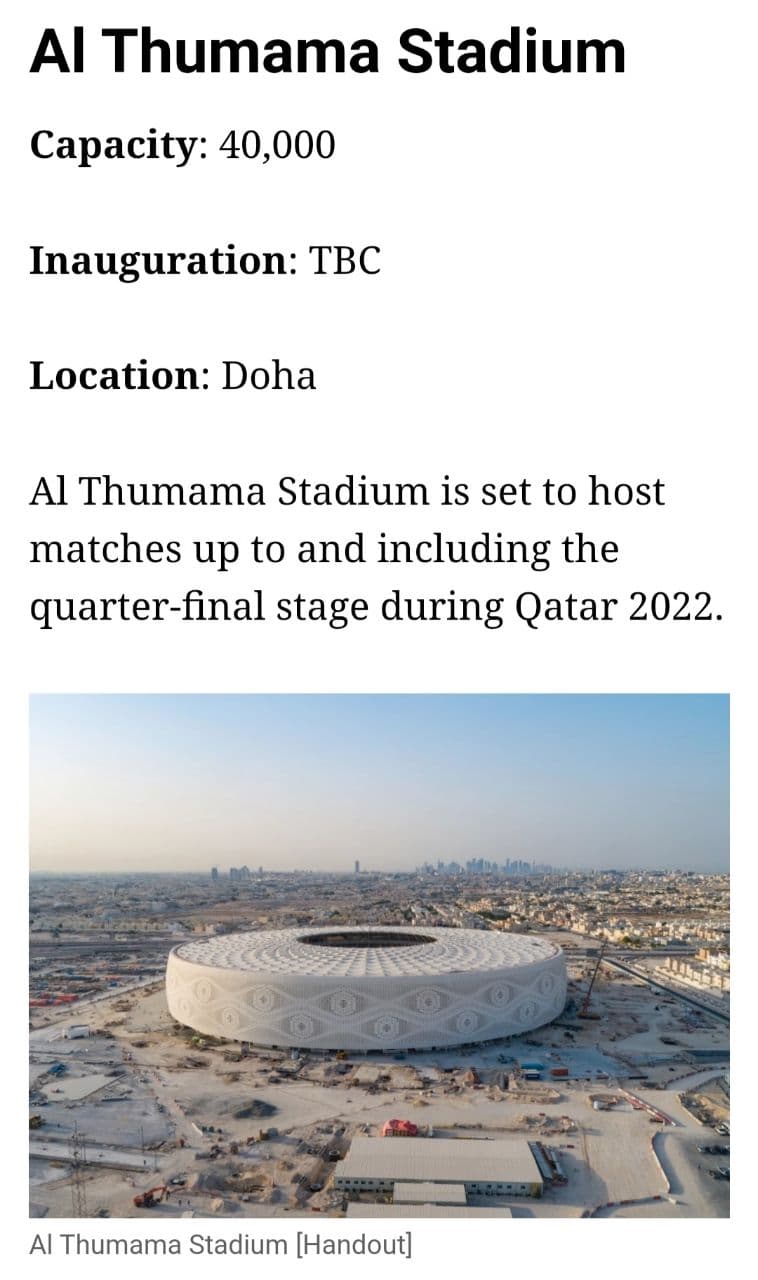 Al Thumama Stadium
Capacity: 40,000
Inauguration: TBC
Location: Doha
Al Thumama Stadium is set to host
matches up to and including the
quarter-final stage during Qatar 2022.
Al Thumama Stadium [Handout]